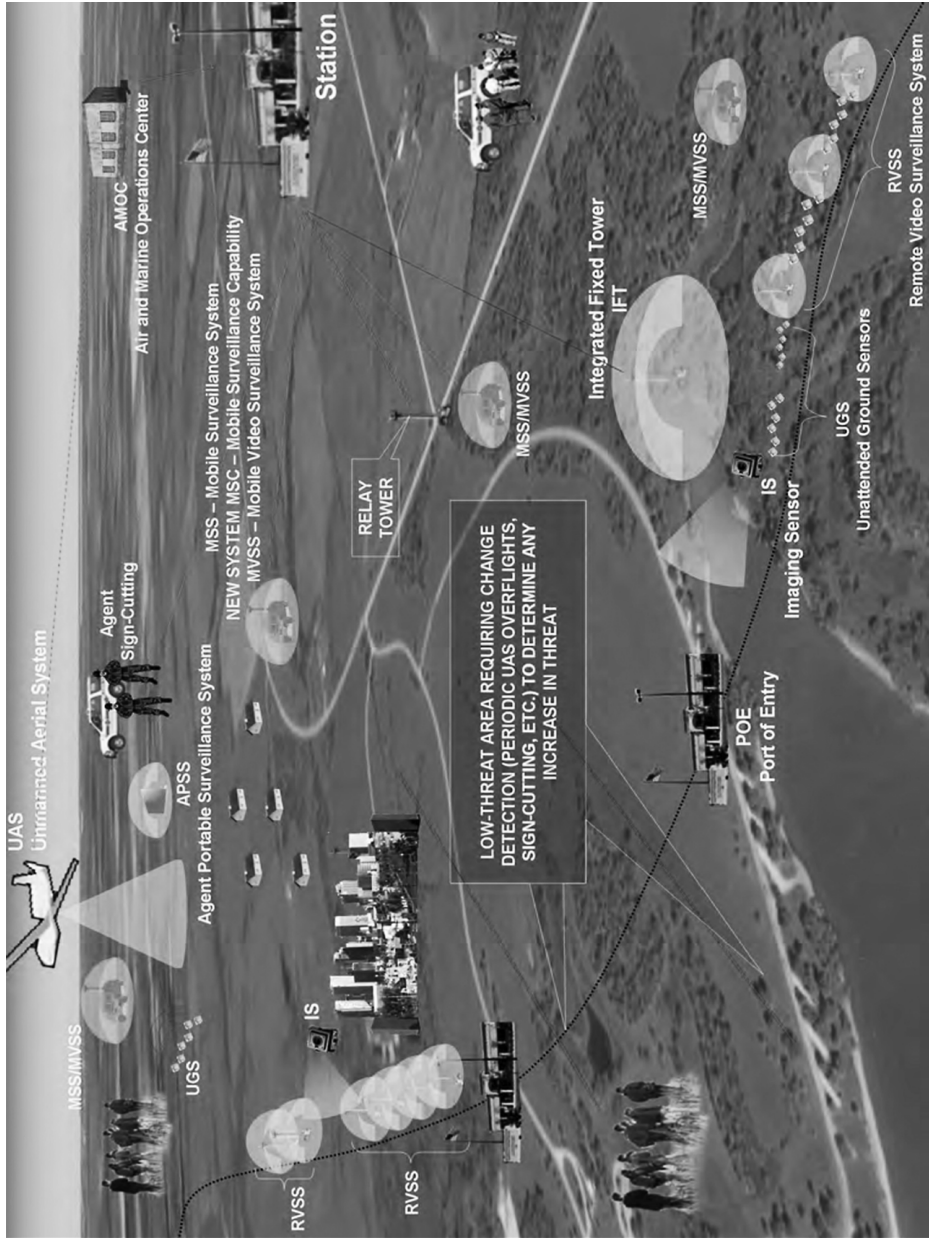 UAS
Unmanned Aerial System
MSS/MVSS
UGS
APSS
Agent Portable Surveillance System
Agent
Sign-Cutting
AMOC
Air and Marine Operations Center
MSS – Mobile Surveillance System
NEW SYSTEM MSC – Mobile Surveillance Capability
MVSS – Mobile Video Surveillance System
Station
IS
RVSS
RVSS
RELAY
TOWER
MSS/MVSS
LOW-THREAT AREA REQUIRING CHANGE
DETECTION (PERIODIC UAS OVERFLIGHTS,
SIGN-CUTTING, ETC.) TO DETERMINE ANY
INCREASE IN THREAT
Integrated Fixed Tower
IFT
MSS/MVSS
POE
Port of Entry
IS
Imaging Sensor
UGS
Unattended Ground Sensors
RVSS
Remote Video Surveillance System